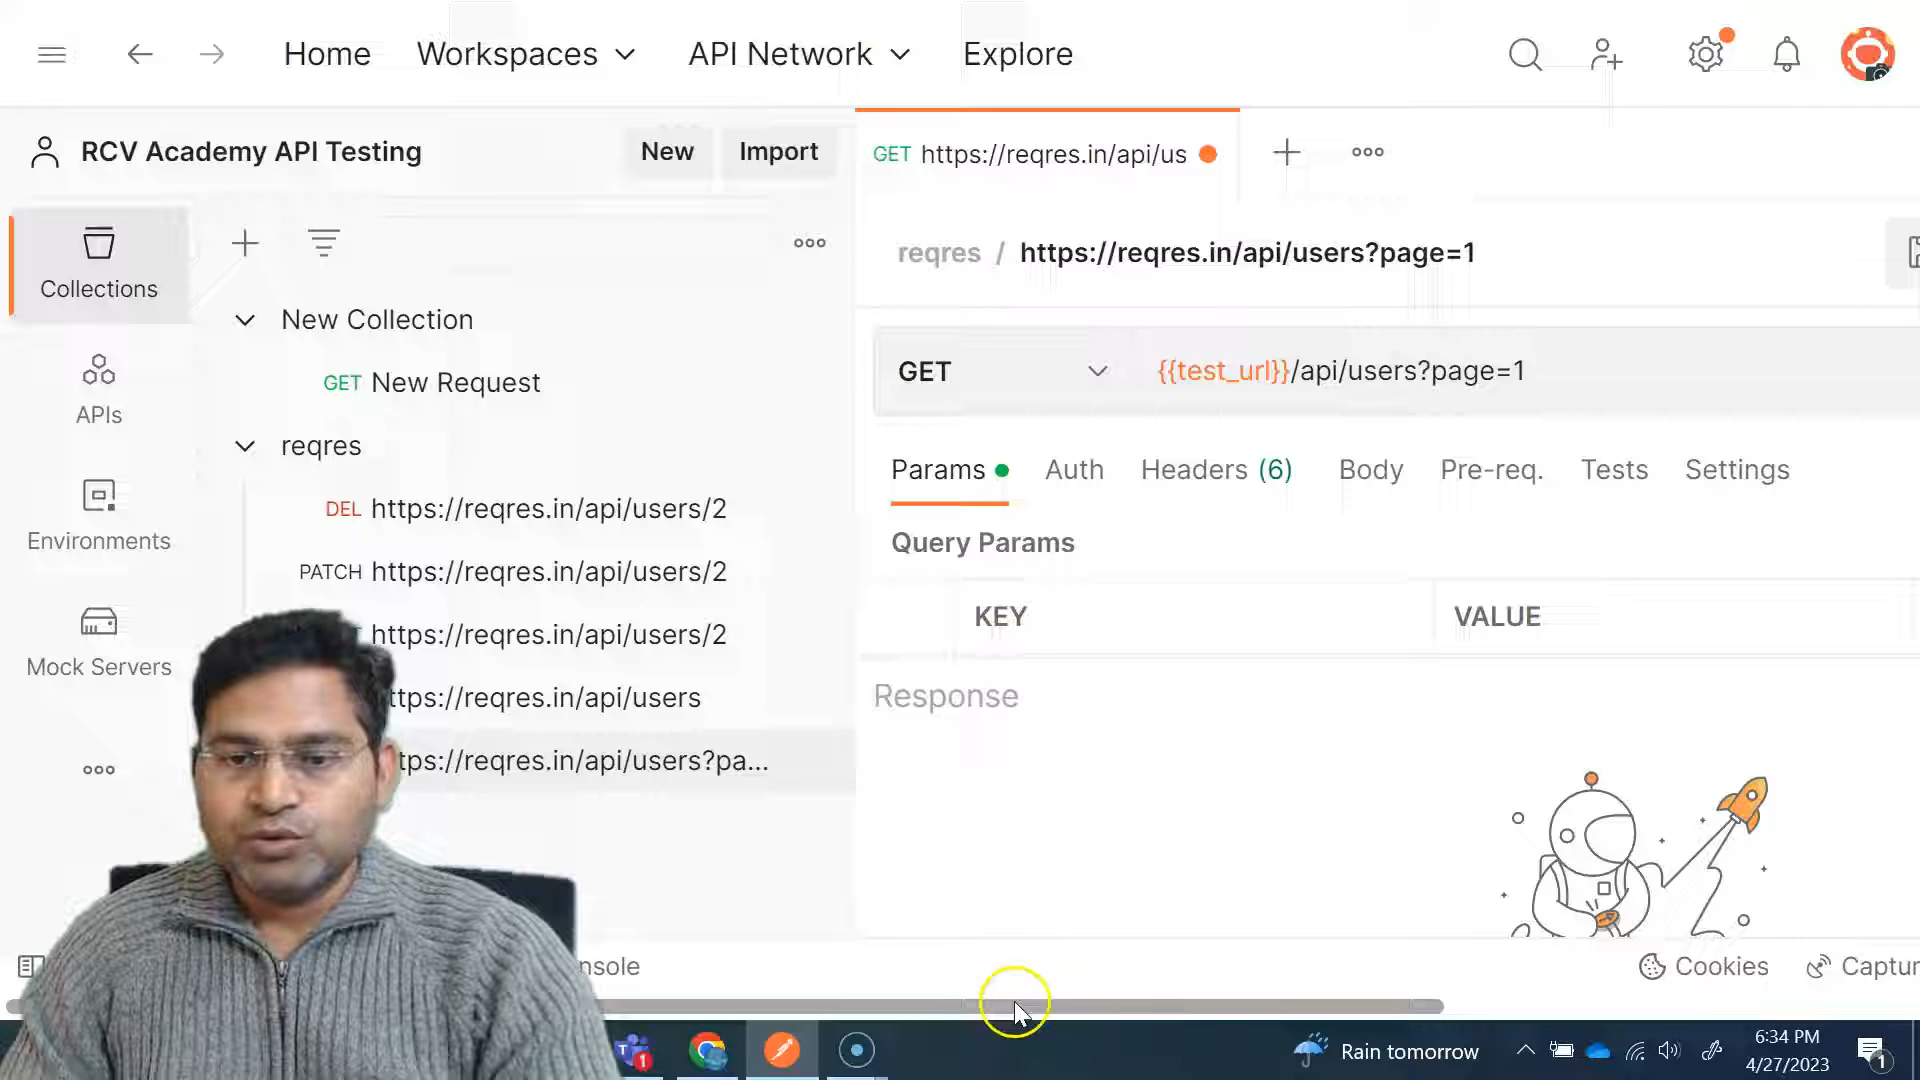 Home Workspaces API Network Explore
RCV Academy API Testing New Import
GET https://reqres.in/api/us
reqres / https://reqres.in/api/users?page=1
Collections
New Collection
GET New Request
GET {{test_url}}/api/users?page=1
APIs
reqres
Params Auth Headers (6) Body Pre-req. Tests Settings
DEL https://reqres.in/api/users/2
Environments
Query Params
PATCH https://reqres.in/api/users/2
KEY VALUE
https://reqres.in/api/users/2
Mock Servers
ttps://reqres.in/api/users
Response
tps://reqres.in/api/users?pa...
nsole
Cookies Captur
1
Rain tomorrow
6:34 PM
4/27/2023
1